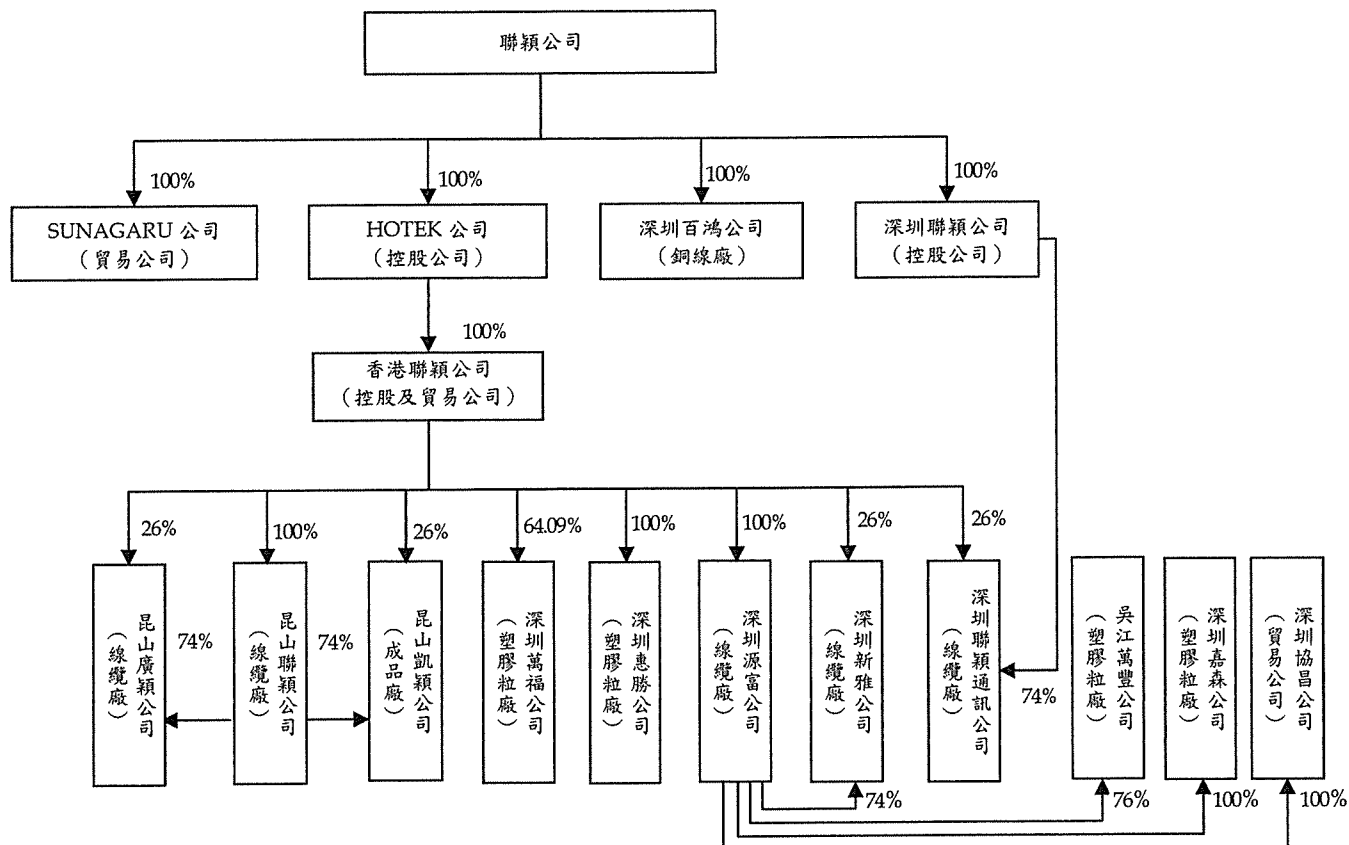 聯穎公司
100%
100%
100%
100%
SUNAGARU 公司
（貿易公司）
HOTEK 公司
（控股公司）
深圳百鴻公司
（銅線廠）
深圳聯穎公司
（控股公司）
100%
香港聯穎公司
（控股及貿易公司）
26%
100%
26%
64.09%
100%
100%
26%
26%
昆山廣穎公司
（線纜廠）
74%
昆山聯穎公司
（線纜廠）
74%
昆山凱穎公司
（成品廠）
深圳萬福公司
（塑膠粒廠）
深圳惠勝公司
（塑膠粒廠）
深圳源富公司
（線纜廠）
深圳新雅公司
（線纜廠）
深圳聯穎通訊公司
（線纜廠）
74%
吳江萬豐公司
（塑膠粒廠）
深圳嘉森公司
（塑膠粒廠）
深圳協昌公司
（貿易公司）
74%
76%
100%
100%